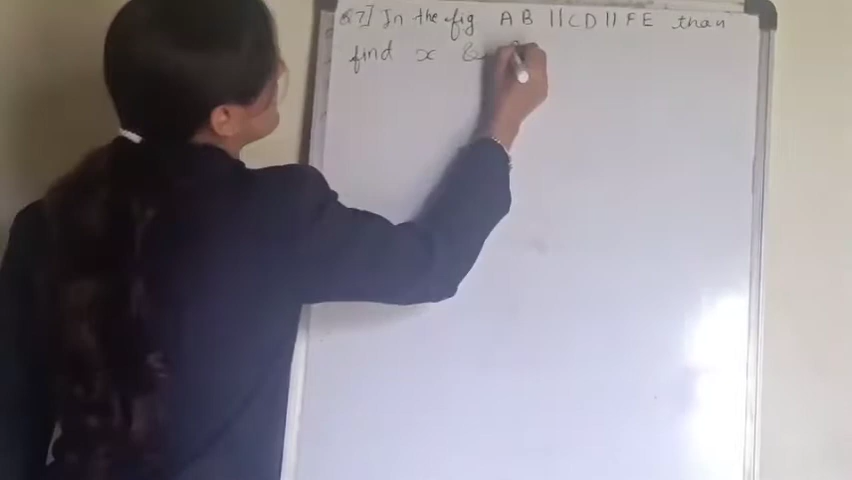 Q7] In the fig AB || CD || FE than
find x &